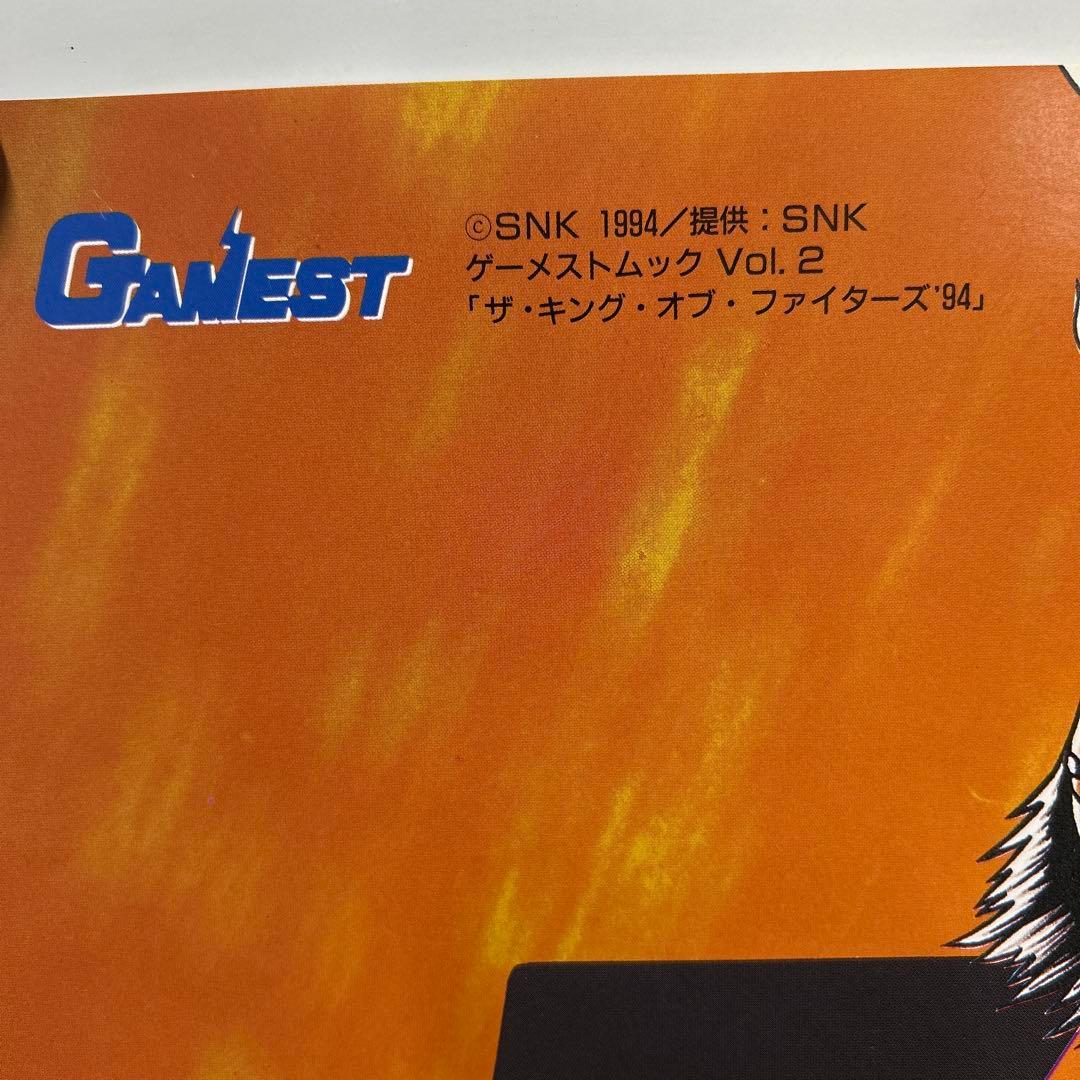 GAMEST
©SNK 1994／提供：SNK
ゲーメストムック Vol. 2
「ザ・キング・オブ・ファイターズ'94」